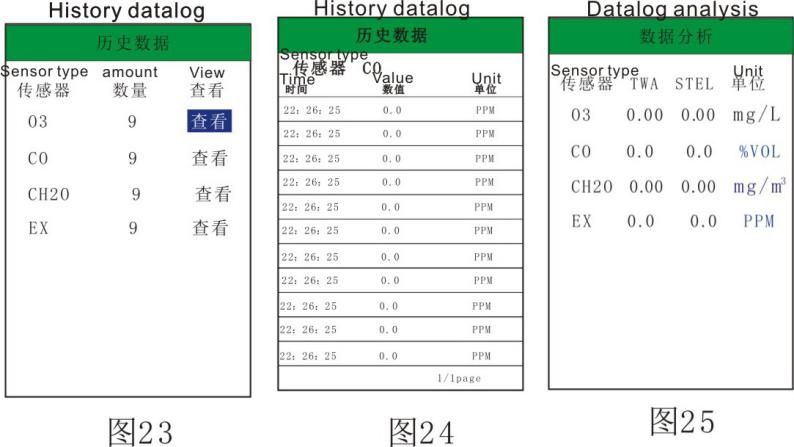 History datalog
历史数据
Sensor type amount View
传感器 数量 查看
O3 9 查看
CO 9 查看
CH2O 9 查看
EX 9 查看
图23
History datalog
历史数据
Sensor type
传感器 CO
Time Value Unit
时间 数值 单位
22: 26: 25 0.0 PPM
22: 26: 25 0.0 PPM
22: 26: 25 0.0 PPM
22: 26: 25 0.0 PPM
22: 26: 25 0.0 PPM
22: 26: 25 0.0 PPM
22: 26: 25 0.0 PPM
22: 26: 25 0.0 PPM
22: 26: 25 0.0 PPM
22: 26: 25 0.0 PPM
22: 26: 25 0.0 PPM
1/1page
图24
Datalog analysis
数据分析
Sensor type Unit
传感器 TWA STEL 单位
O3 0.00 0.00 mg/L
CO 0.0 0.0 %VOL
CH2O 0.00 0.00 mg/m³
EX 0.0 0.0 PPM
图25